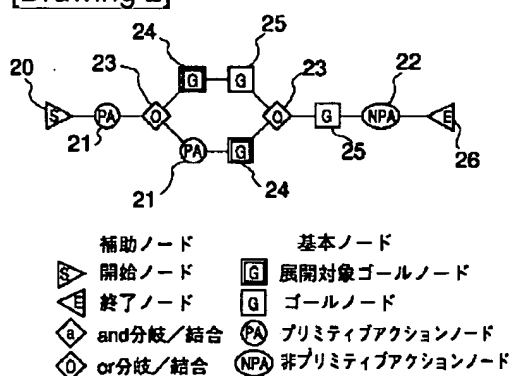 [Drawing 2]
24 25
20 23 G G 23 22
S PA O O G NPA E
21 PA G 25 26
21 24
補助ノード 基本ノード
S 開始ノード G 展開対象ゴールノード
E 終了ノード G ゴールノード
a and分岐/結合 PA プリミティブアクションノード
O or分岐/結合 NPA 非プリミティブアクションノード